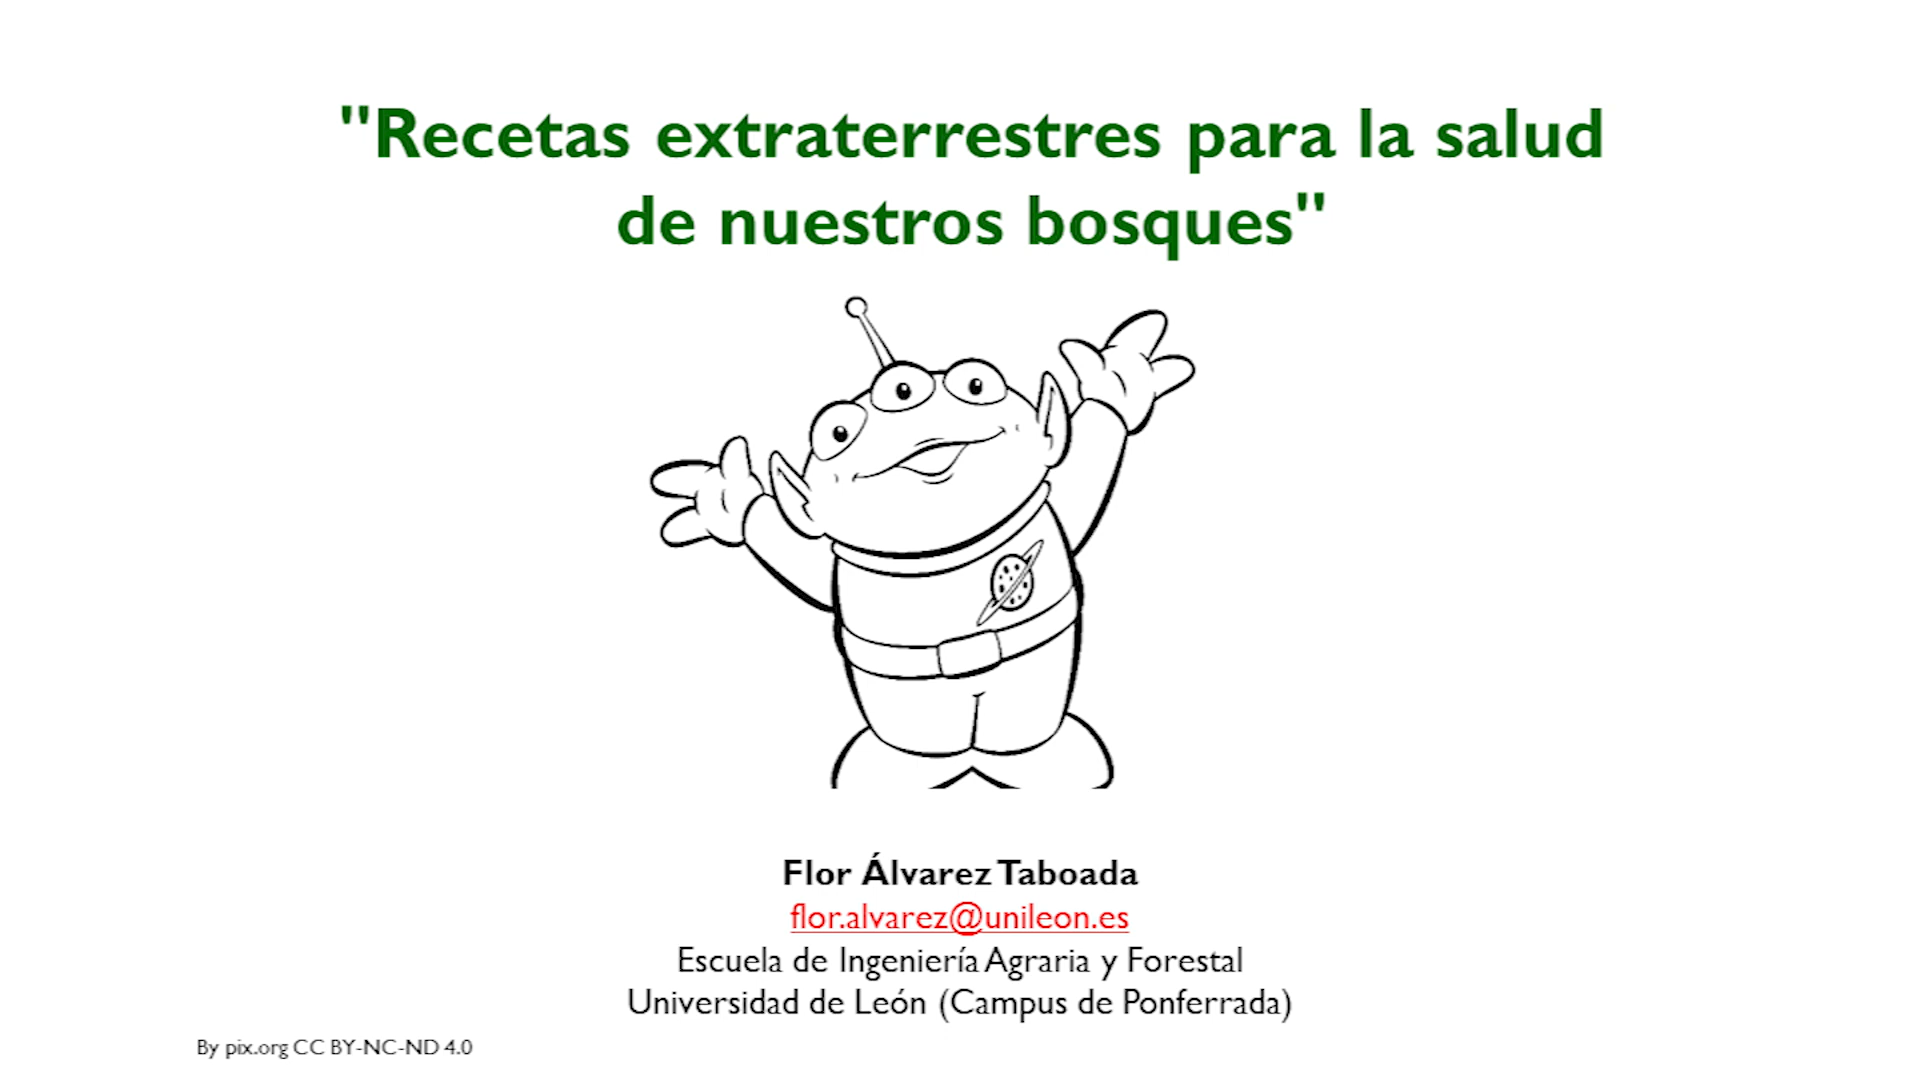 "Recetas extraterrestres para la salud
de nuestros bosques"
Flor Álvarez Taboada
flor.alvarez@unileon.es
Escuela de Ingeniería Agraria y Forestal
Universidad de León (Campus de Ponferrada)
By pix.org CC BY-NC-ND 4.0